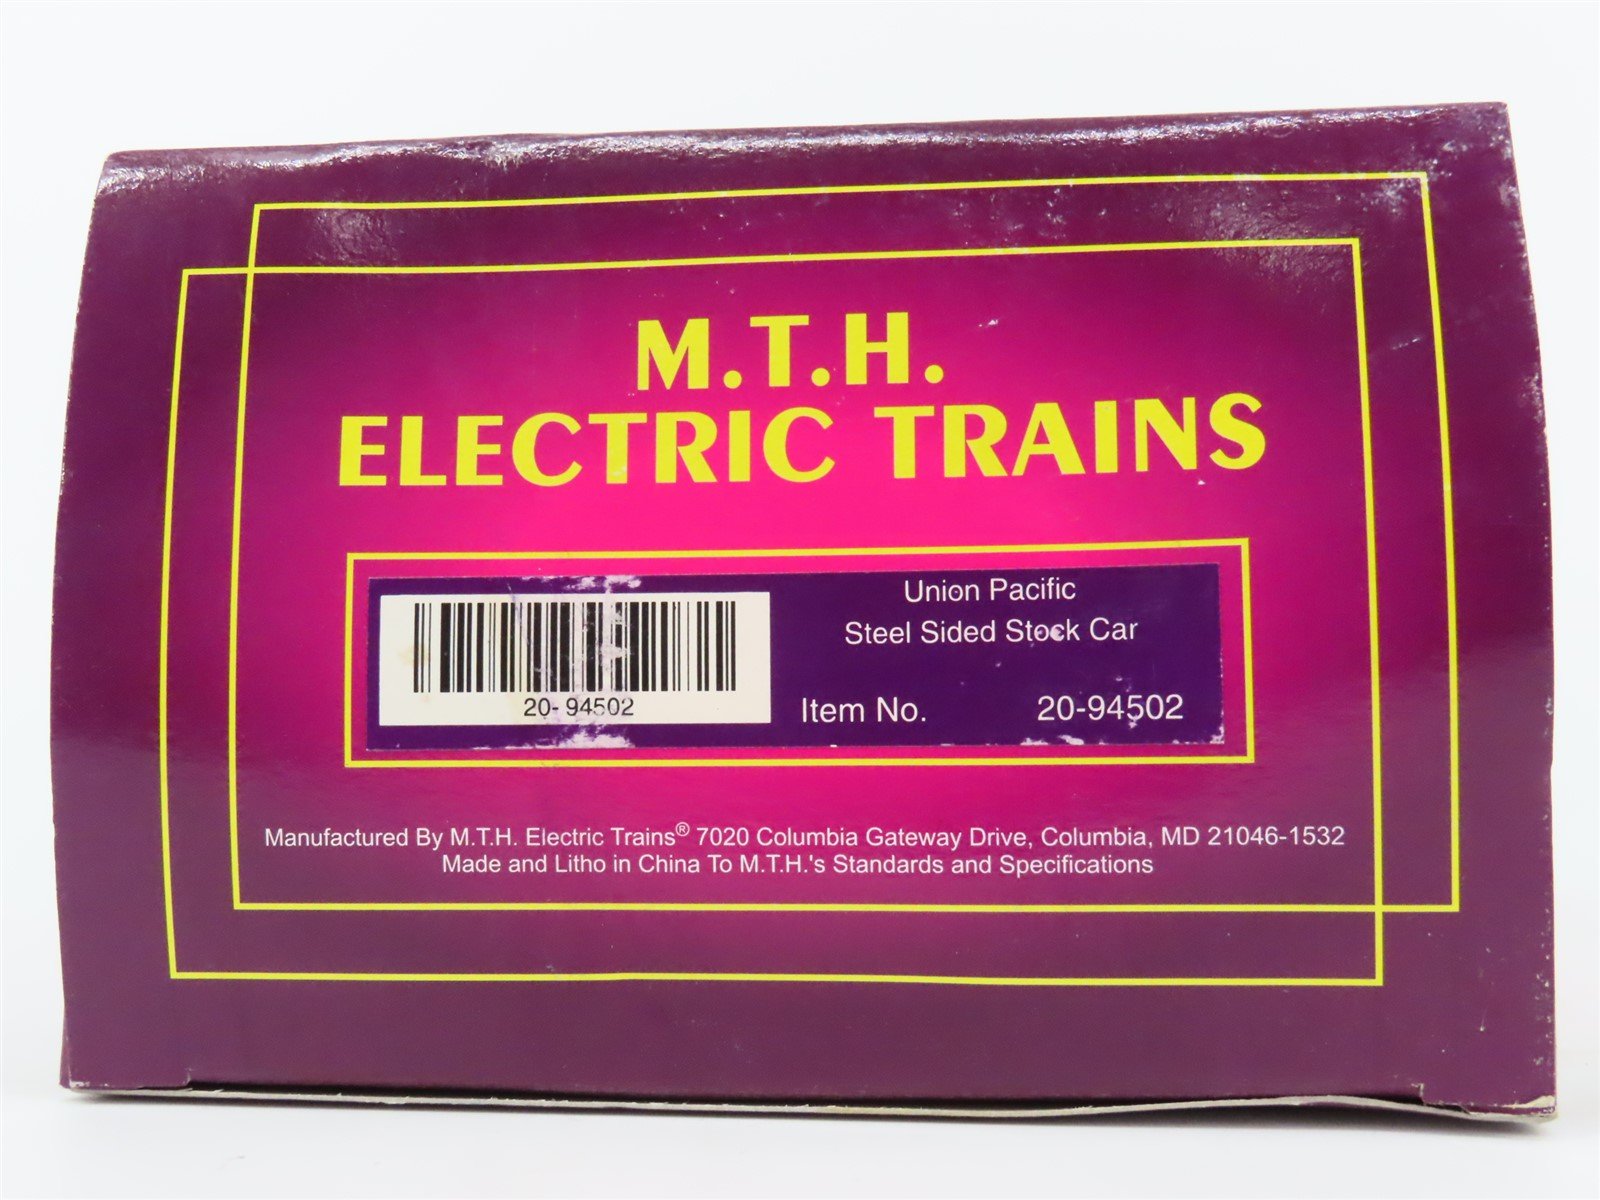 M.T.H.
ELECTRIC TRAINS
Union Pacific
Steel Sided Stock Car
20- 94502
Item No. 20-94502
Manufactured By M.T.H. Electric Trains® 7020 Columbia Gateway Drive, Columbia, MD 21046-1532
Made and Litho in China To M.T.H.'s Standards and Specifications